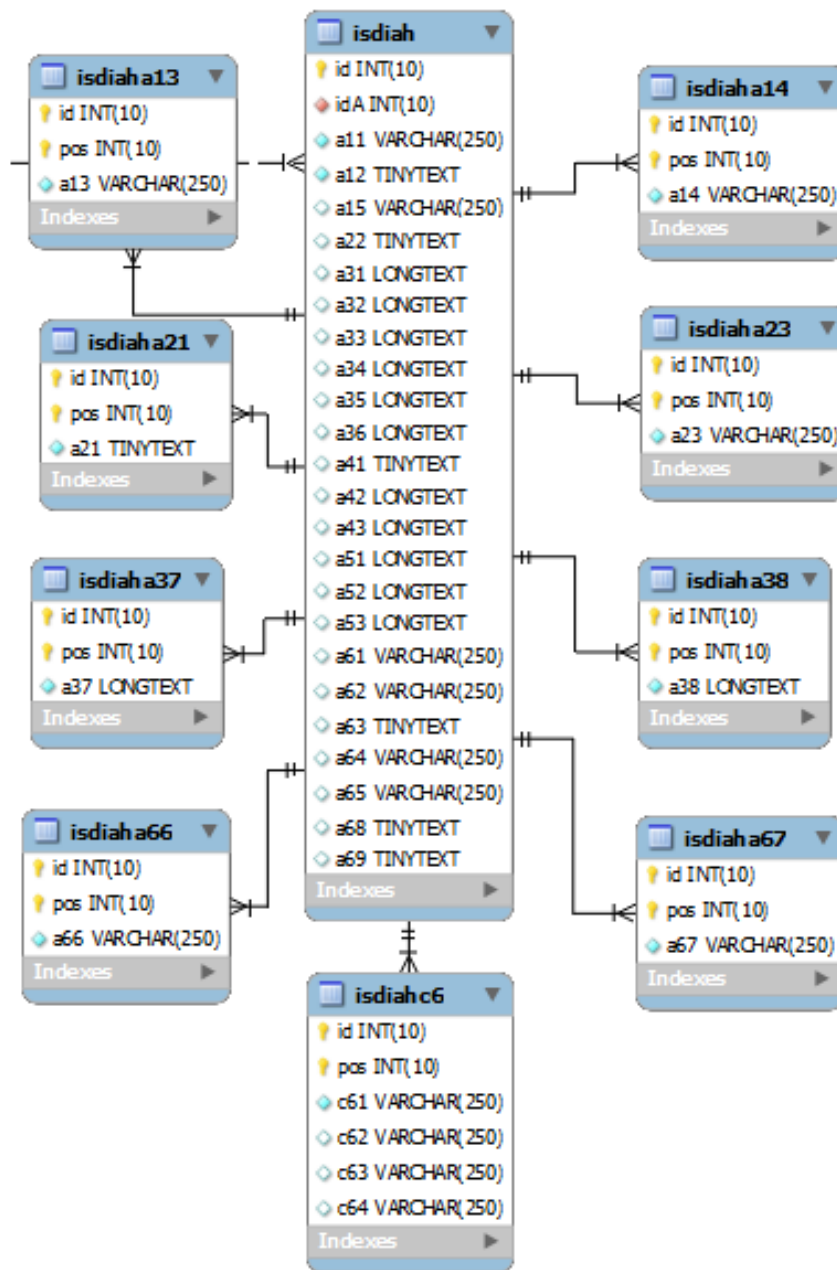 isdiah
id INT(10)
idA INT(10)
a11 VARCHAR(250)
a12 TINYTEXT
a15 VARCHAR(250)
a22 TINYTEXT
a31 LONGTEXT
a32 LONGTEXT
a33 LONGTEXT
a34 LONGTEXT
a35 LONGTEXT
a36 LONGTEXT
a41 TINYTEXT
a42 LONGTEXT
a43 LONGTEXT
a51 LONGTEXT
a52 LONGTEXT
a53 LONGTEXT
a61 VARCHAR(250)
a62 VARCHAR(250)
a63 TINYTEXT
a64 VARCHAR(250)
a65 VARCHAR(250)
a68 TINYTEXT
a69 TINYTEXT
Indexes
isdiaha13
id INT(10)
pos INT(10)
a13 VARCHAR(250)
Indexes
isdiaha21
id INT(10)
pos INT(10)
a21 TINYTEXT
Indexes
isdiaha37
id INT(10)
pos INT(10)
a37 LONGTEXT
Indexes
isdiaha66
id INT(10)
pos INT(10)
a66 VARCHAR(250)
Indexes
isdiaha14
id INT(10)
pos INT(10)
a14 VARCHAR(250)
Indexes
isdiaha23
id INT(10)
pos INT(10)
a23 VARCHAR(250)
Indexes
isdiaha38
id INT(10)
pos INT(10)
a38 LONGTEXT
Indexes
isdiaha67
id INT(10)
pos INT(10)
a67 VARCHAR(250)
Indexes
isdiahc6
id INT(10)
pos INT(10)
c61 VARCHAR(250)
c62 VARCHAR(250)
c63 VARCHAR(250)
c64 VARCHAR(250)
Indexes